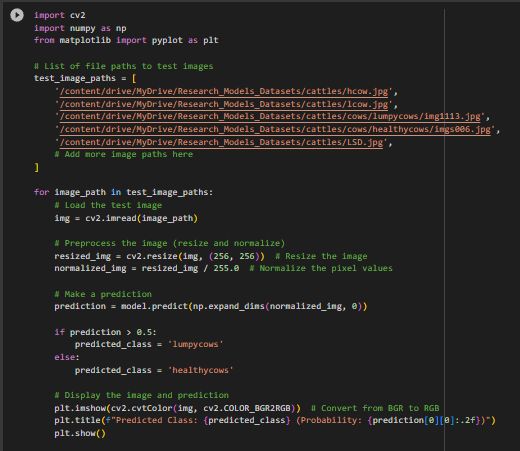 import cv2
import numpy as np
from matplotlib import pyplot as plt
# List of file paths to test images
test_image_paths = [
'/content/drive/MyDrive/Research_Models_Datasets/cattles/hcow.jpg',
'/content/drive/MyDrive/Research_Models_Datasets/cattles/lcow.jpg',
'/content/drive/MyDrive/Research_Models_Datasets/cattles/cows/lumpycows/img1113.jpg',
'/content/drive/MyDrive/Research_Models_Datasets/cattles/cows/healthycows/imgs006.jpg',
'/content/drive/MyDrive/Research_Models_Datasets/cattles/LSD.jpg',
# Add more image paths here
]
for image_path in test_image_paths:
# Load the test image
img = cv2.imread(image_path)
# Preprocess the image (resize and normalize)
resized_img = cv2.resize(img, (256, 256))  # Resize the image
normalized_img = resized_img / 255.0  # Normalize the pixel values
# Make a prediction
prediction = model.predict(np.expand_dims(normalized_img, 0))
if prediction > 0.5:
predicted_class = 'lumpycows'
else:
predicted_class = 'healthycows'
# Display the image and prediction
plt.imshow(cv2.cvtColor(img, cv2.COLOR_BGR2RGB))  # Convert from BGR to RGB
plt.title(f"Predicted Class: {predicted_class} (Probability: {prediction[0][0]:.2f})")
plt.show()